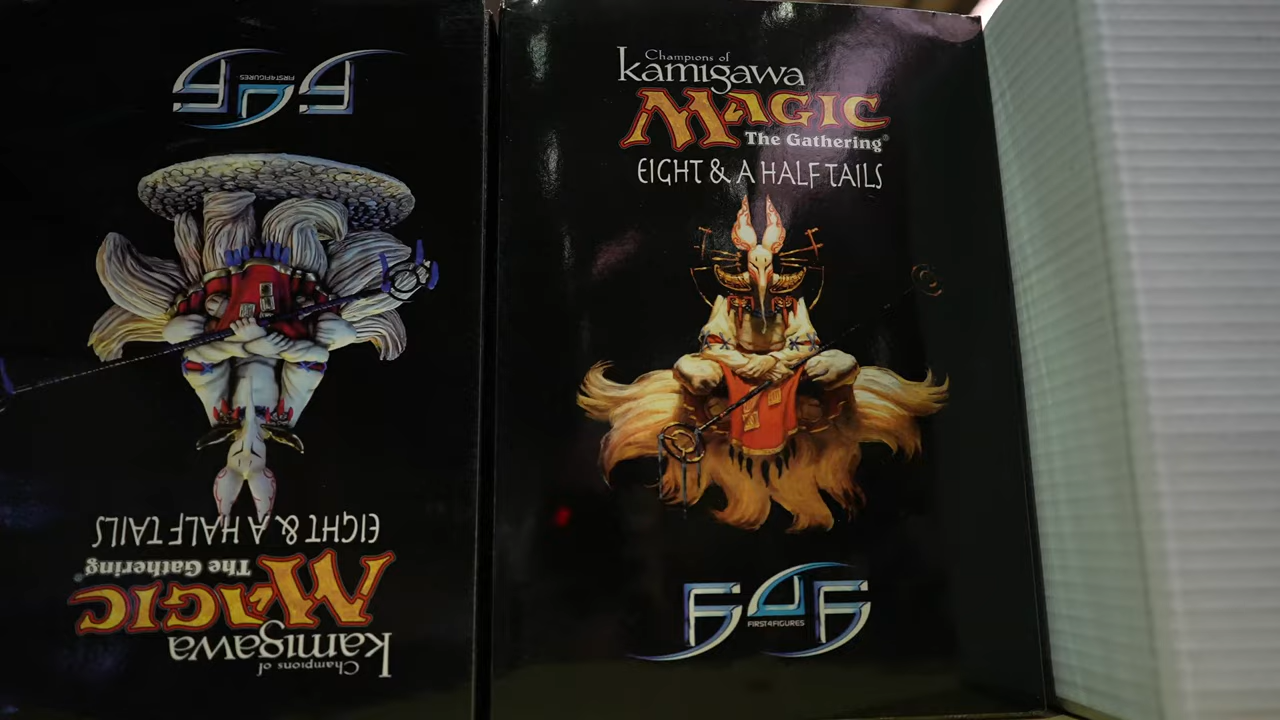 FIRST4FIGURES
EIGHT & A HALF TAILS
MAGIC
The Gathering®
Champions of
kamigawa
Champions of
kamigawa
MAGIC
The Gathering®
EIGHT & A HALF TAILS
F4F
FIRST4FIGURES